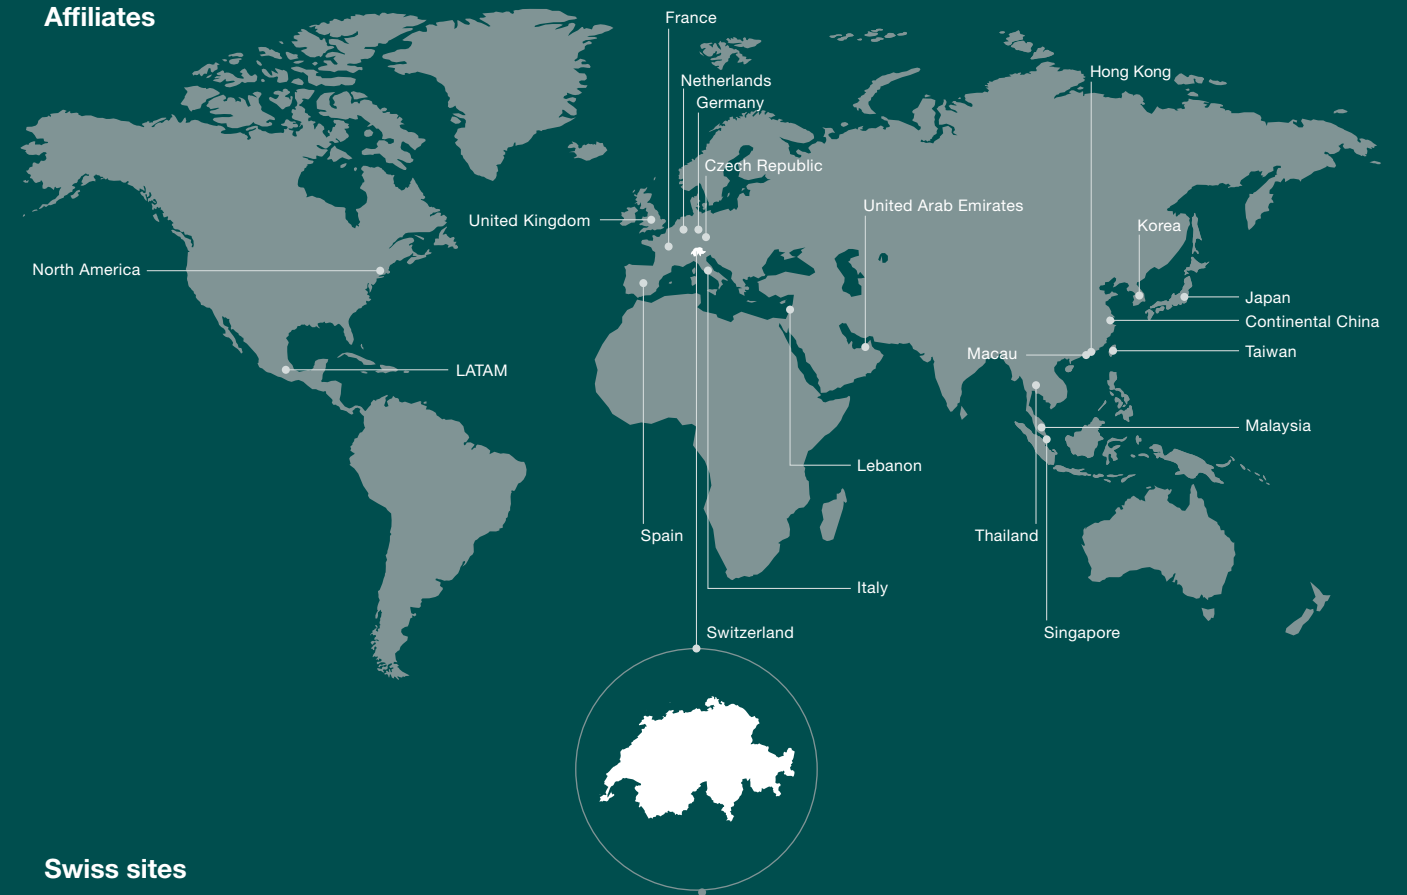 Affiliates
France
Hong Kong
Netherlands
Germany
Czech Republic
United Arab Emirates
United Kingdom
Korea
North America
Japan
Continental China
Macau
Taiwan
LATAM
Malaysia
Lebanon
Spain
Thailand
Italy
Switzerland
Singapore
Swiss sites